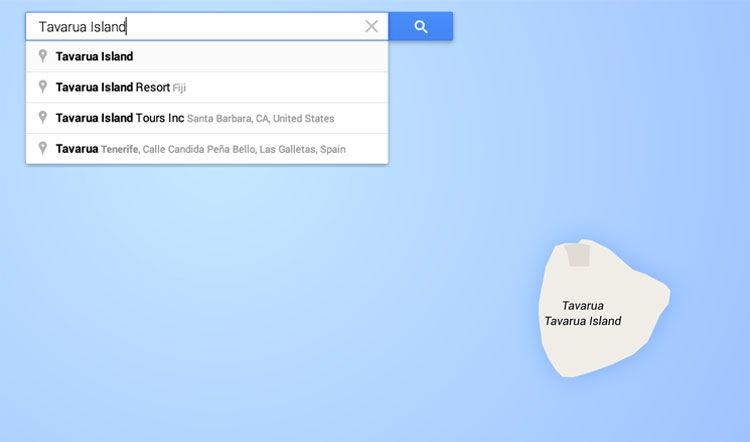 Tavarua Island
Tavarua Island
Tavarua Island Resort Fiji
Tavarua Island Tours Inc Santa Barbara, CA, United States
Tavarua Tenerife, Calle Candida Peña Bello, Las Galletas, Spain
Tavarua
Tavarua Island